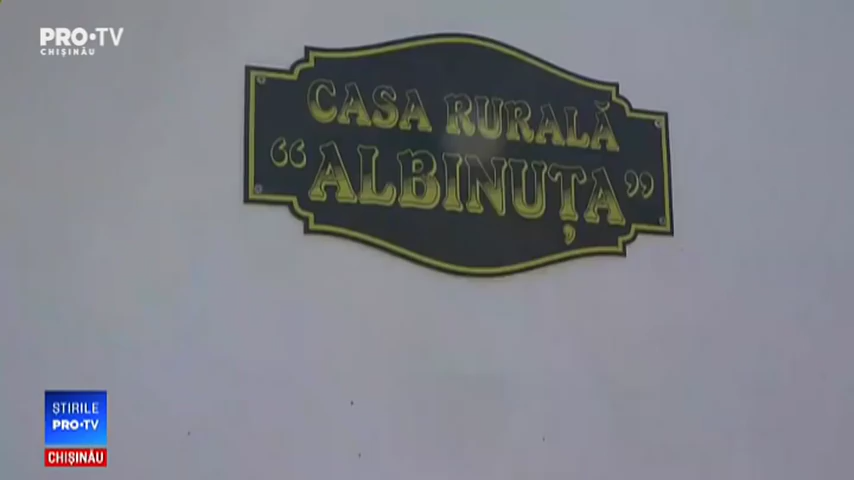 PRO•TV
CHIȘINĂU
CASA RURALĂ
“ALBINUȚA”
ȘTIRILE
PRO•TV
CHIȘINĂU